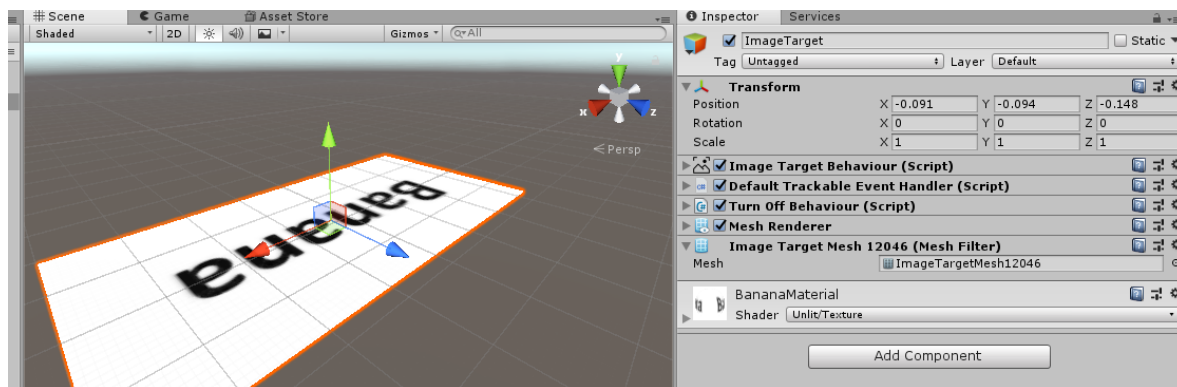 # Scene
Game
Asset Store
Shaded
2D
Gizmos
All
y
x
z
Persp
Banana
Inspector
Services
ImageTarget
Static
Tag Untagged
Layer Default
Transform
Position X -0.091 Y -0.094 Z -0.148
Rotation X 0 Y 0 Z 0
Scale X 1 Y 1 Z 1
Image Target Behaviour (Script)
Default Trackable Event Handler (Script)
Turn Off Behaviour (Script)
Mesh Renderer
Image Target Mesh 12046 (Mesh Filter)
Mesh ImageTargetMesh12046
BananaMaterial
Shader Unlit/Texture
Add Component